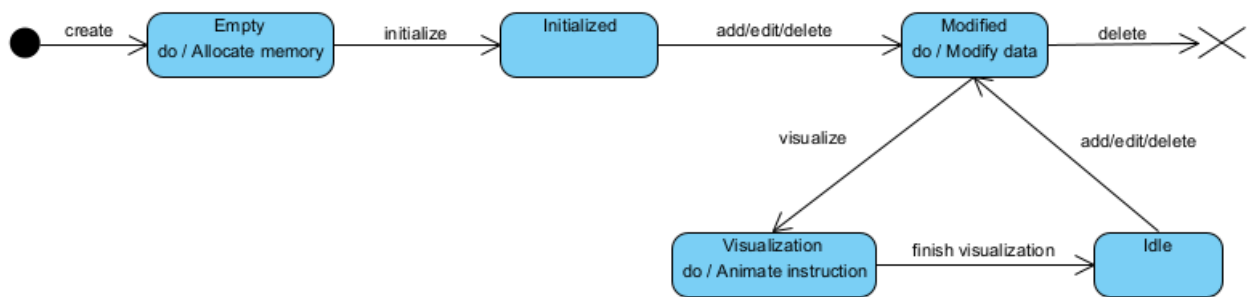 create
Empty
do / Allocate memory
initialize
Initialized
add/edit/delete
Modified
do / Modify data
delete
visualize
add/edit/delete
Visualization
do / Animate instruction
finish visualization
Idle